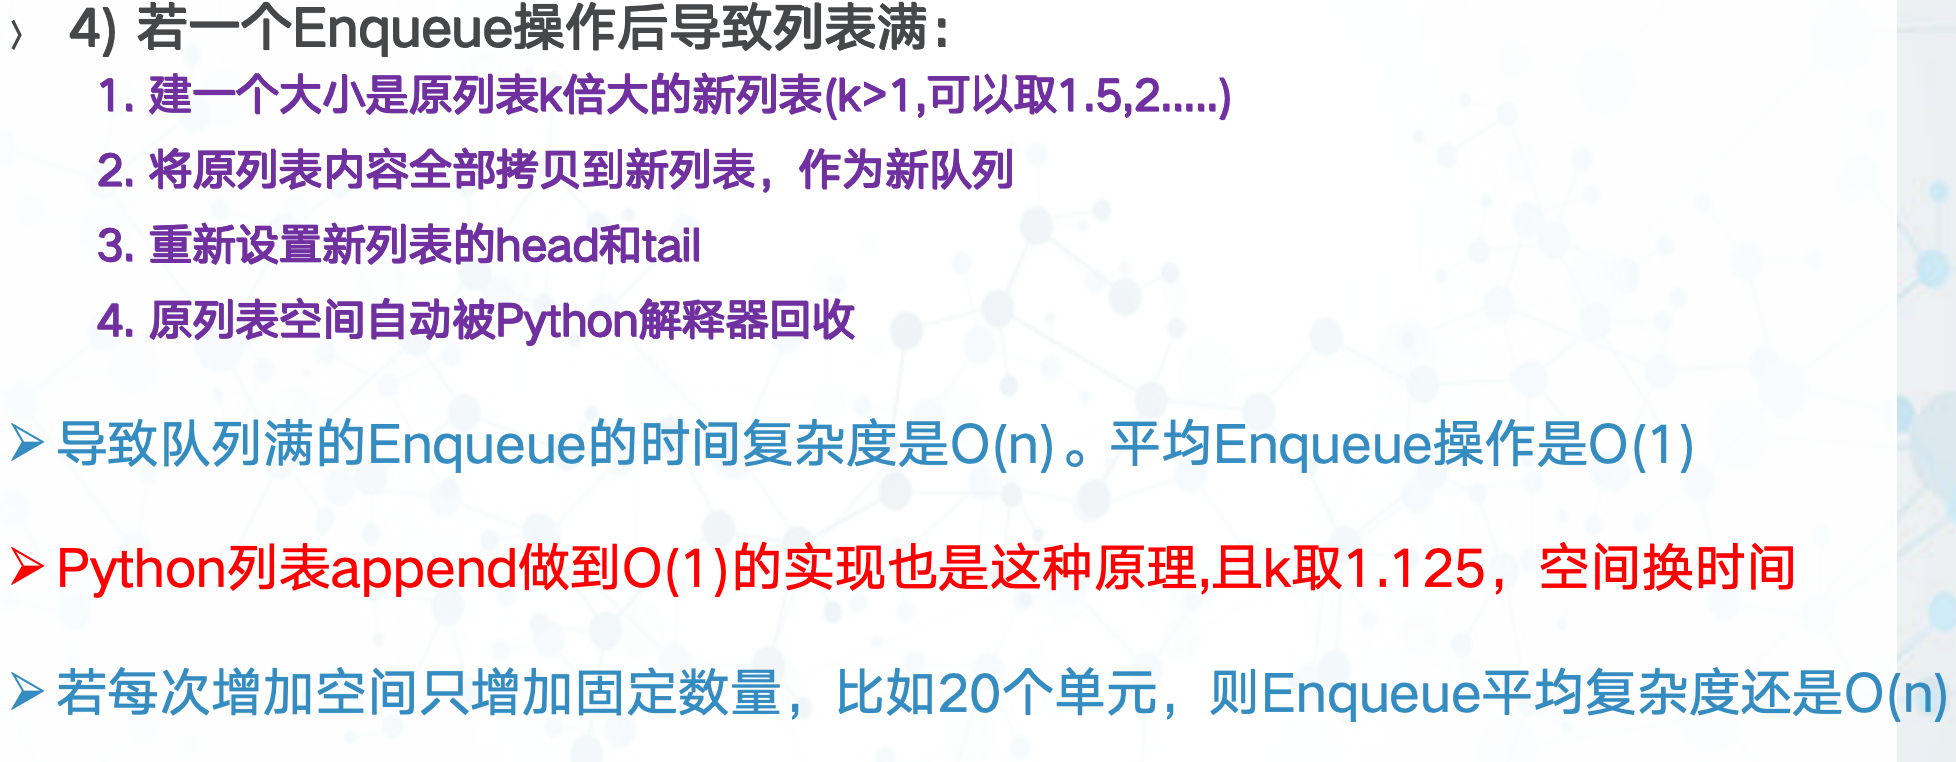 › 4) 若一个Enqueue操作后导致列表满：
1. 建一个大小是原列表k倍大的新列表(k>1,可以取1.5,2.....)
2. 将原列表内容全部拷贝到新列表，作为新队列
3. 重新设置新列表的head和tail
4. 原列表空间自动被Python解释器回收
➢ 导致队列满的Enqueue的时间复杂度是O(n)。平均Enqueue操作是O(1)
➢ Python列表append做到O(1)的实现也是这种原理,且k取1.125，空间换时间
➢ 若每次增加空间只增加固定数量，比如20个单元，则Enqueue平均复杂度还是O(n)